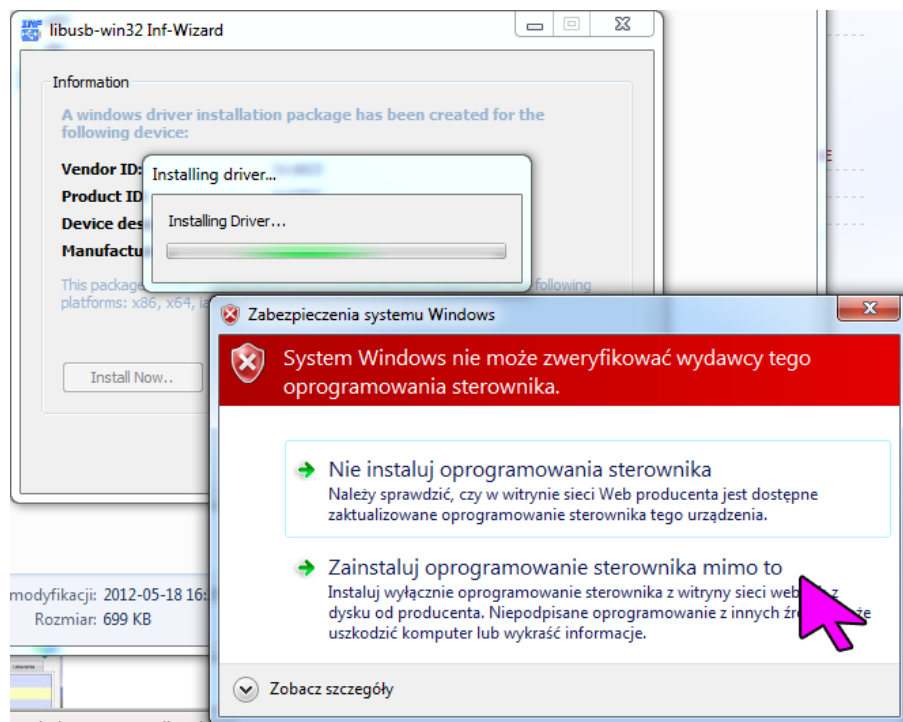 libusb-win32 Inf-Wizard
Information
A windows driver installation package has been created for the
following device:
Vendor ID:
Product ID
Device des
Manufactu
Installing driver...
Installing Driver...
This package
following
platforms: x86, x64, ia
Install Now..
Zabezpieczenia systemu Windows
System Windows nie może zweryfikować wydawcy tego
oprogramowania sterownika.
Nie instaluj oprogramowania sterownika
Należy sprawdzić, czy w witrynie sieci Web producenta jest dostępne
zaktualizowane oprogramowanie sterownika tego urządzenia.
Zainstaluj oprogramowanie sterownika mimo to
Instaluj wyłącznie oprogramowanie sterownika z witryny sieci web z
dysku od producenta. Niepodpisane oprogramowanie z innych
uszkodzić komputer lub wykraść informacje.
Zobacz szczegóły
modyfikacji: 2012-05-18 16:
Rozmiar: 699 KB